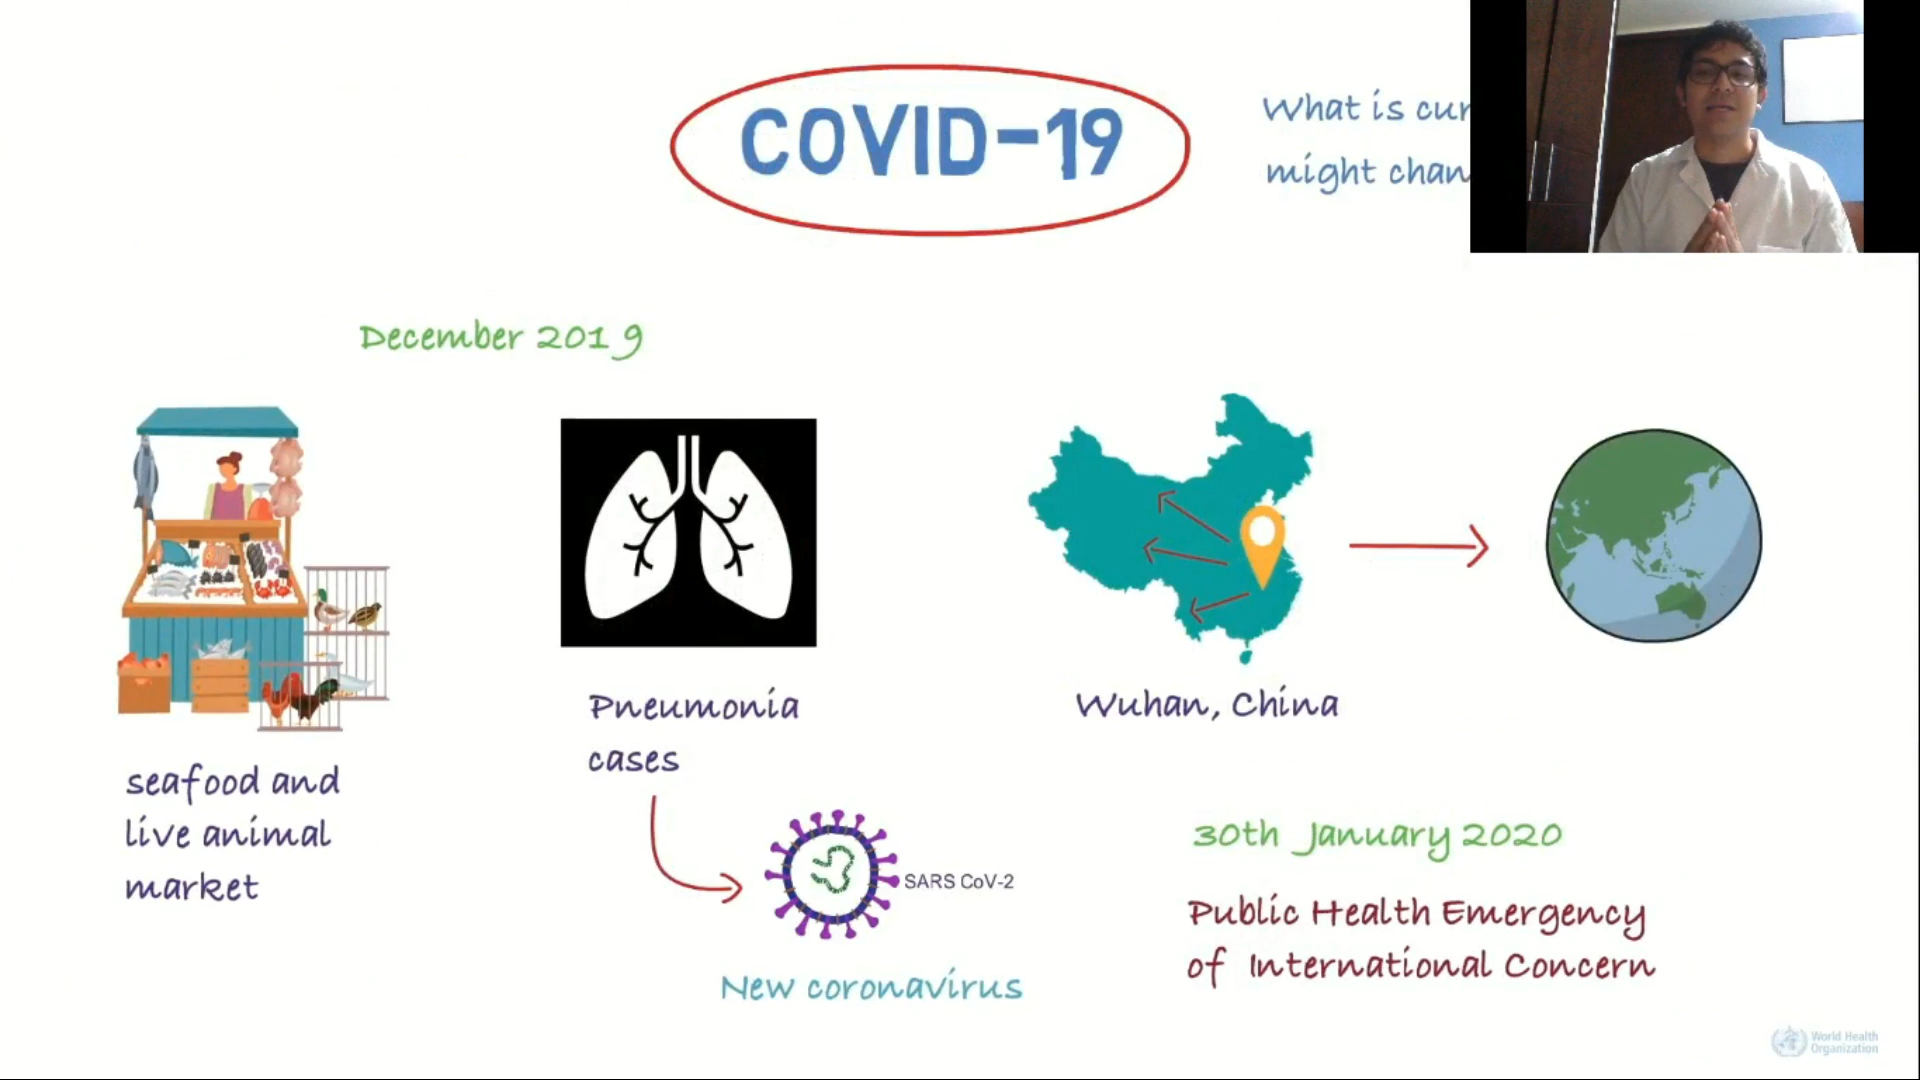 COVID-19
What is cur
might chan
December 2019
seafood and
live animal
market
Pneumonia
cases
SARS CoV-2
New coronavirus
Wuhan, China
30th January 2020
Public Health Emergency
of International Concern
World Health
Organization